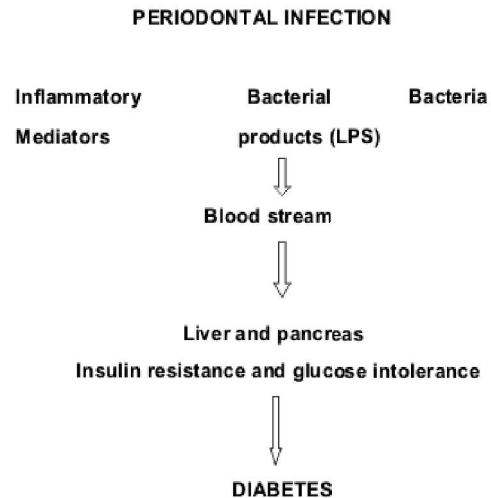 PERIODONTAL INFECTION
Inflammatory Bacterial Bacteria
Mediators products (LPS)
Blood stream
Liver and pancreas
Insulin resistance and glucose intolerance
DIABETES